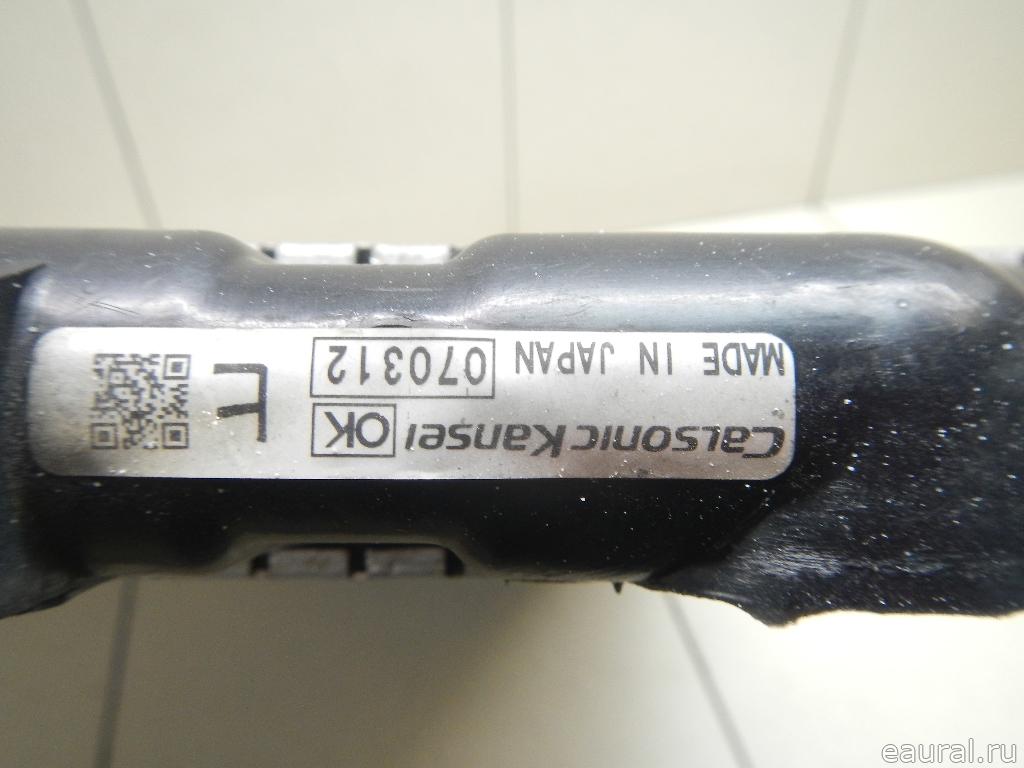 CALSONIC KANSEI OK
MADE IN JAPAN 070312
eaural.ru